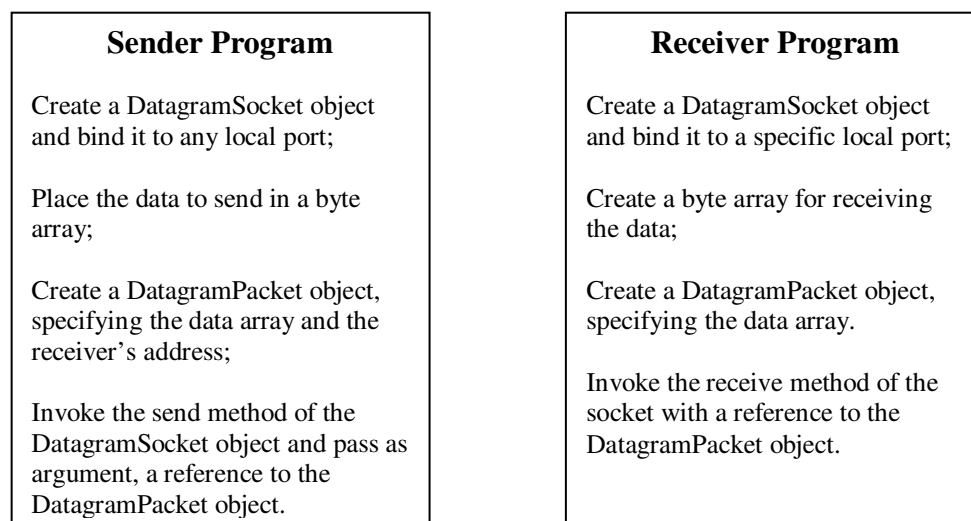 Sender Program
Create a DatagramSocket object
and bind it to any local port;
Place the data to send in a byte
array;
Create a DatagramPacket object,
specifying the data array and the
receiver’s address;
Invoke the send method of the
DatagramSocket object and pass as
argument, a reference to the
DatagramPacket object.
Receiver Program
Create a DatagramSocket object
and bind it to a specific local port;
Create a byte array for receiving
the data;
Create a DatagramPacket object,
specifying the data array.
Invoke the receive method of the
socket with a reference to the
DatagramPacket object.